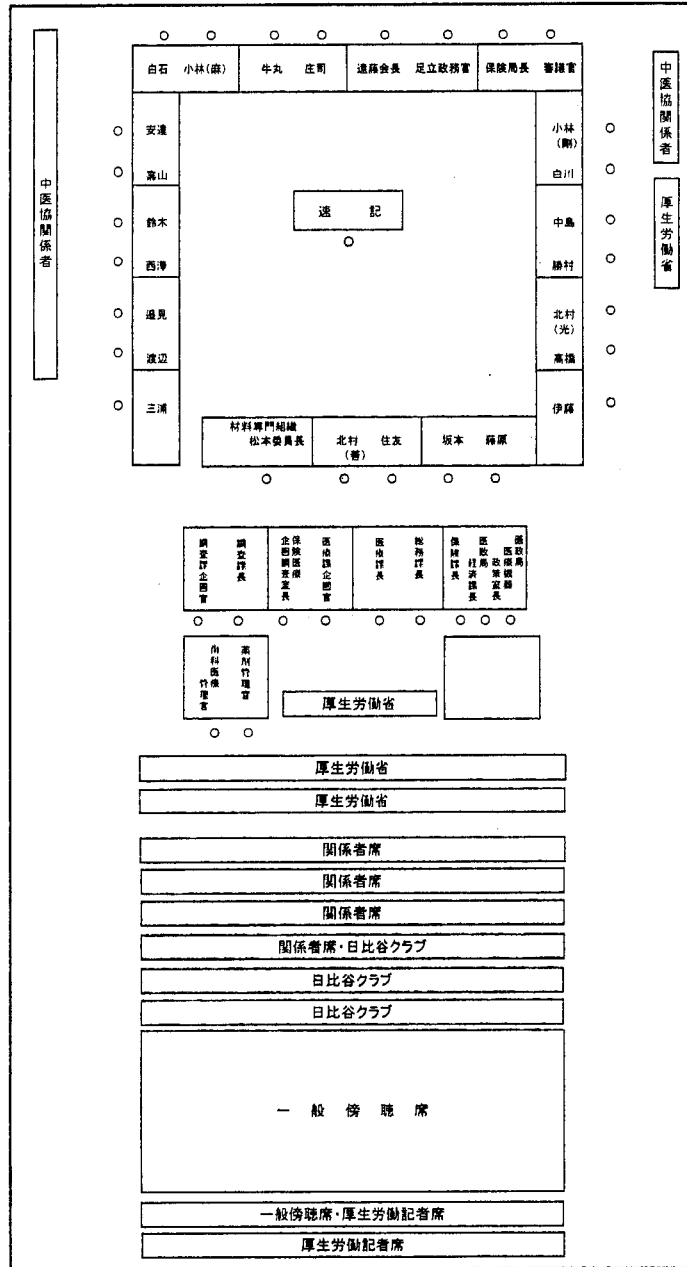 白石 小林(麻) 牛丸 庄司 遠藤会長 足立政務官 保険局長 審議官
中医協関係者
中医協関係者
厚生労働省
安達
嘉山
鈴木
西澤
邉見
渡辺
三浦
速記
小林
(剛)
白川
中島
勝村
北村
(光)
高橋
伊藤
材料専門組織
松本委員長
北村 住友
(善)
坂本 藤原
調査課企画官
調査課長
保険医療
企画調査室長
医療課企画官
医療課長
総務課長
保険課長
医政局
経済課長
医政局
医療機器
政策室長
歯科医療
管理官
薬剤管理官
厚生労働省
厚生労働省
厚生労働省
関係者席
関係者席
関係者席
関係者席・日比谷クラブ
日比谷クラブ
日比谷クラブ
一般傍聴席
一般傍聴席・厚生労働記者席
厚生労働記者席